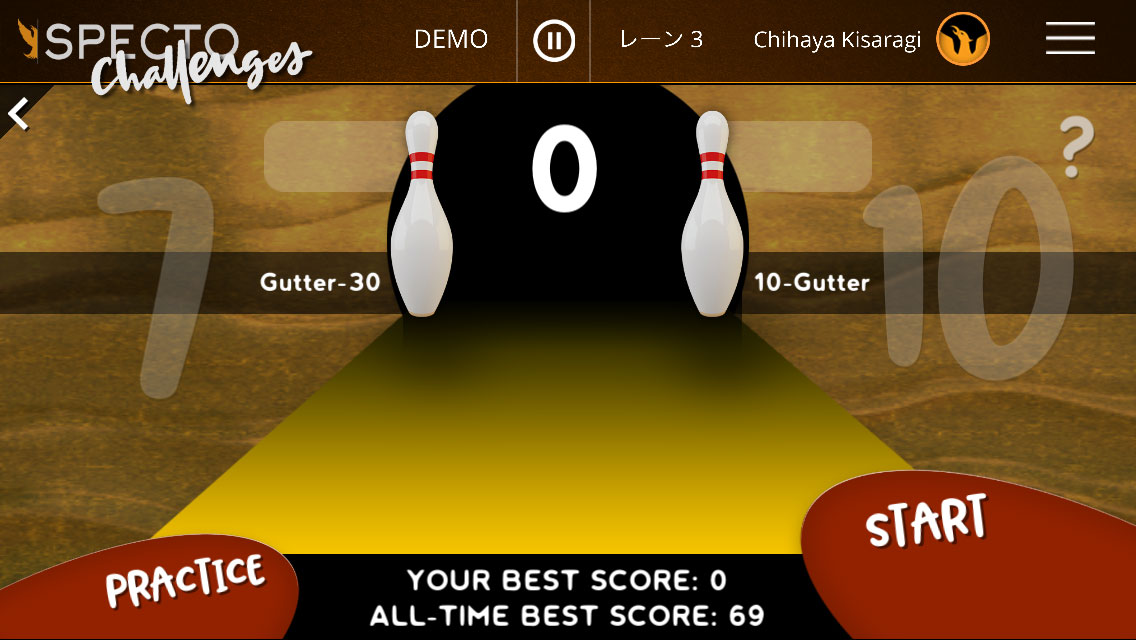 SPECTO
Challenges
DEMO
レーン 3
Chihaya Kisaragi
0
?
7
10
Gutter-30
10-Gutter
START
PRACTICE
YOUR BEST SCORE: 0
ALL-TIME BEST SCORE: 69